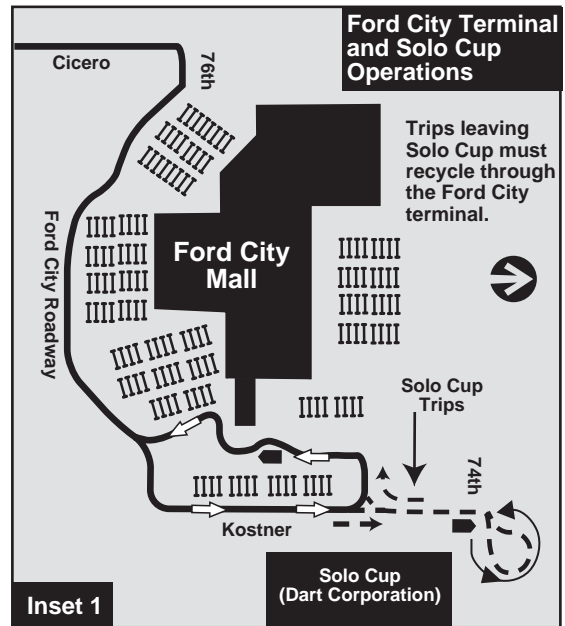 Ford City Terminal
and Solo Cup
Operations
Cicero
76th
Trips leaving
Solo Cup must
recycle through
the Ford City
terminal.
Ford City Roadway
Ford City
Mall
Solo Cup
Trips
74th
Kostner
Solo Cup
(Dart Corporation)
Inset 1